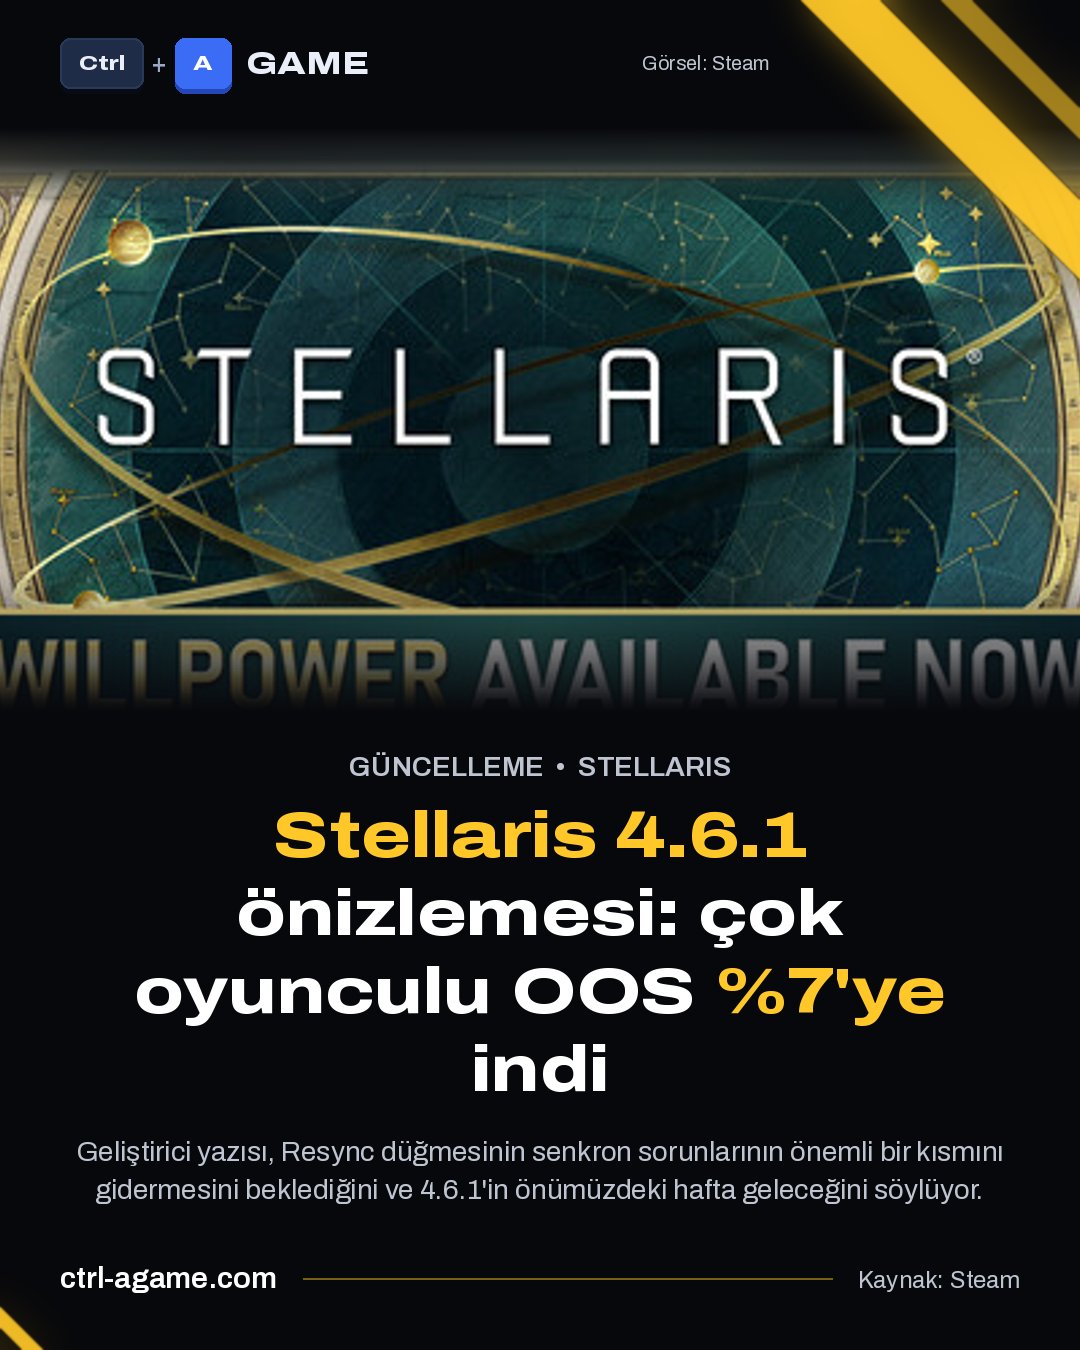 Ctrl + A GAME
Görsel: Steam
STELLARIS®
WILLPOWER AVAILABLE NOW
GÜNCELLEME • STELLARIS
Stellaris 4.6.1
önizlemesi: çok
oyunculu OOS %7'ye
indi
Geliştirici yazısı, Resync düğmesinin senkron sorunlarının önemli bir kısmını
gidermesini beklediğini ve 4.6.1'in önümüzdeki hafta geleceğini söylüyor.
ctrl-agame.com
Kaynak: Steam